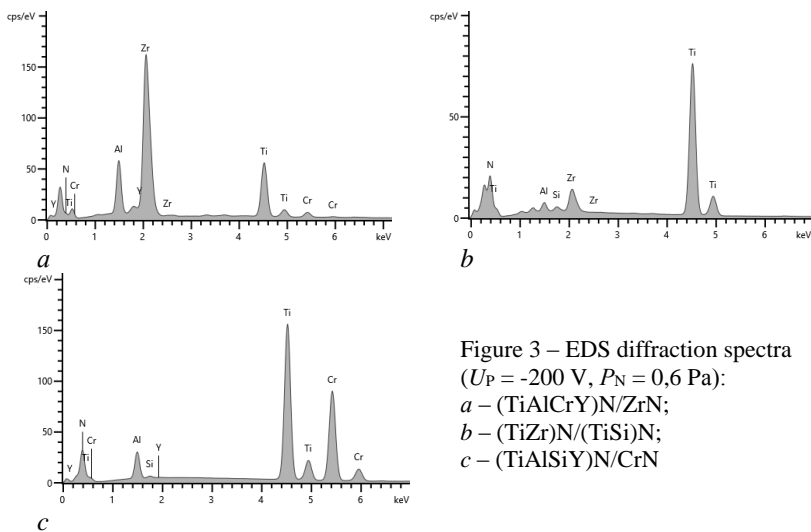 cps/eV
150
100
50
0
Y
N
Ti
Cr
Al
Y
Zr
Zr
Ti
Ti
Cr
Cr
0 1 2 3 4 5 6 keV
a
cps/eV
50
0
N
Ti
Al
Si
Zr
Zr
Ti
Ti
0 1 2 3 4 5 6 keV
b
cps/eV
150
100
50
0
Y
N
Ti
Cr
Al
Si
Y
Ti
Ti
Cr
Cr
0 1 2 3 4 5 6 keV
c
Figure 3 – EDS diffraction spectra
(UP = -200 V, PN = 0,6 Pa):
a – (TiAlCrY)N/ZrN;
b – (TiZr)N/(TiSi)N;
c – (TiAlSiY)N/CrN